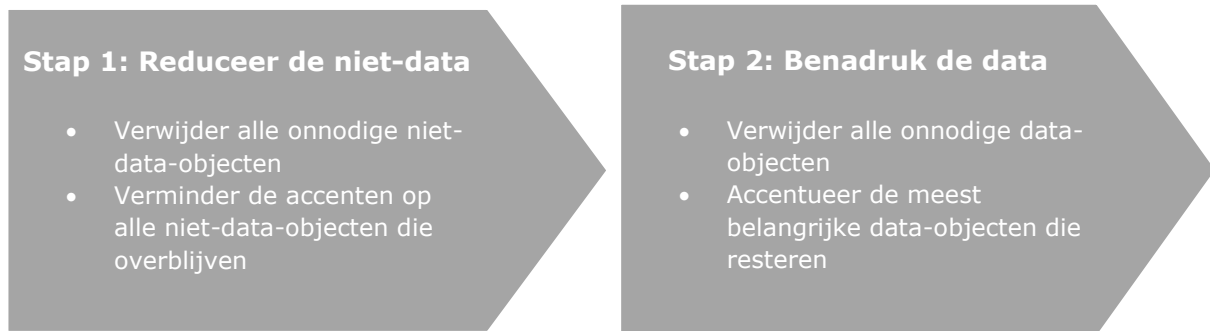 Stap 1: Reduceer de niet-data
• Verwijder alle onnodige niet-
data-objecten
• Verminder de accenten op
alle niet-data-objecten die
overblijven
Stap 2: Benadruk de data
• Verwijder alle onnodige data-
objecten
• Accentueer de meest
belangrijke data-objecten die
resteren